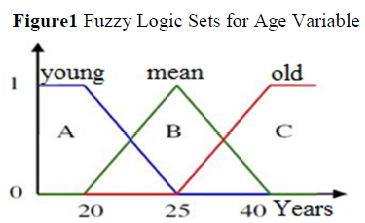 Figure1 Fuzzy Logic Sets for Age Variable
young mean old
1
A B C
0
20 25 40 Years